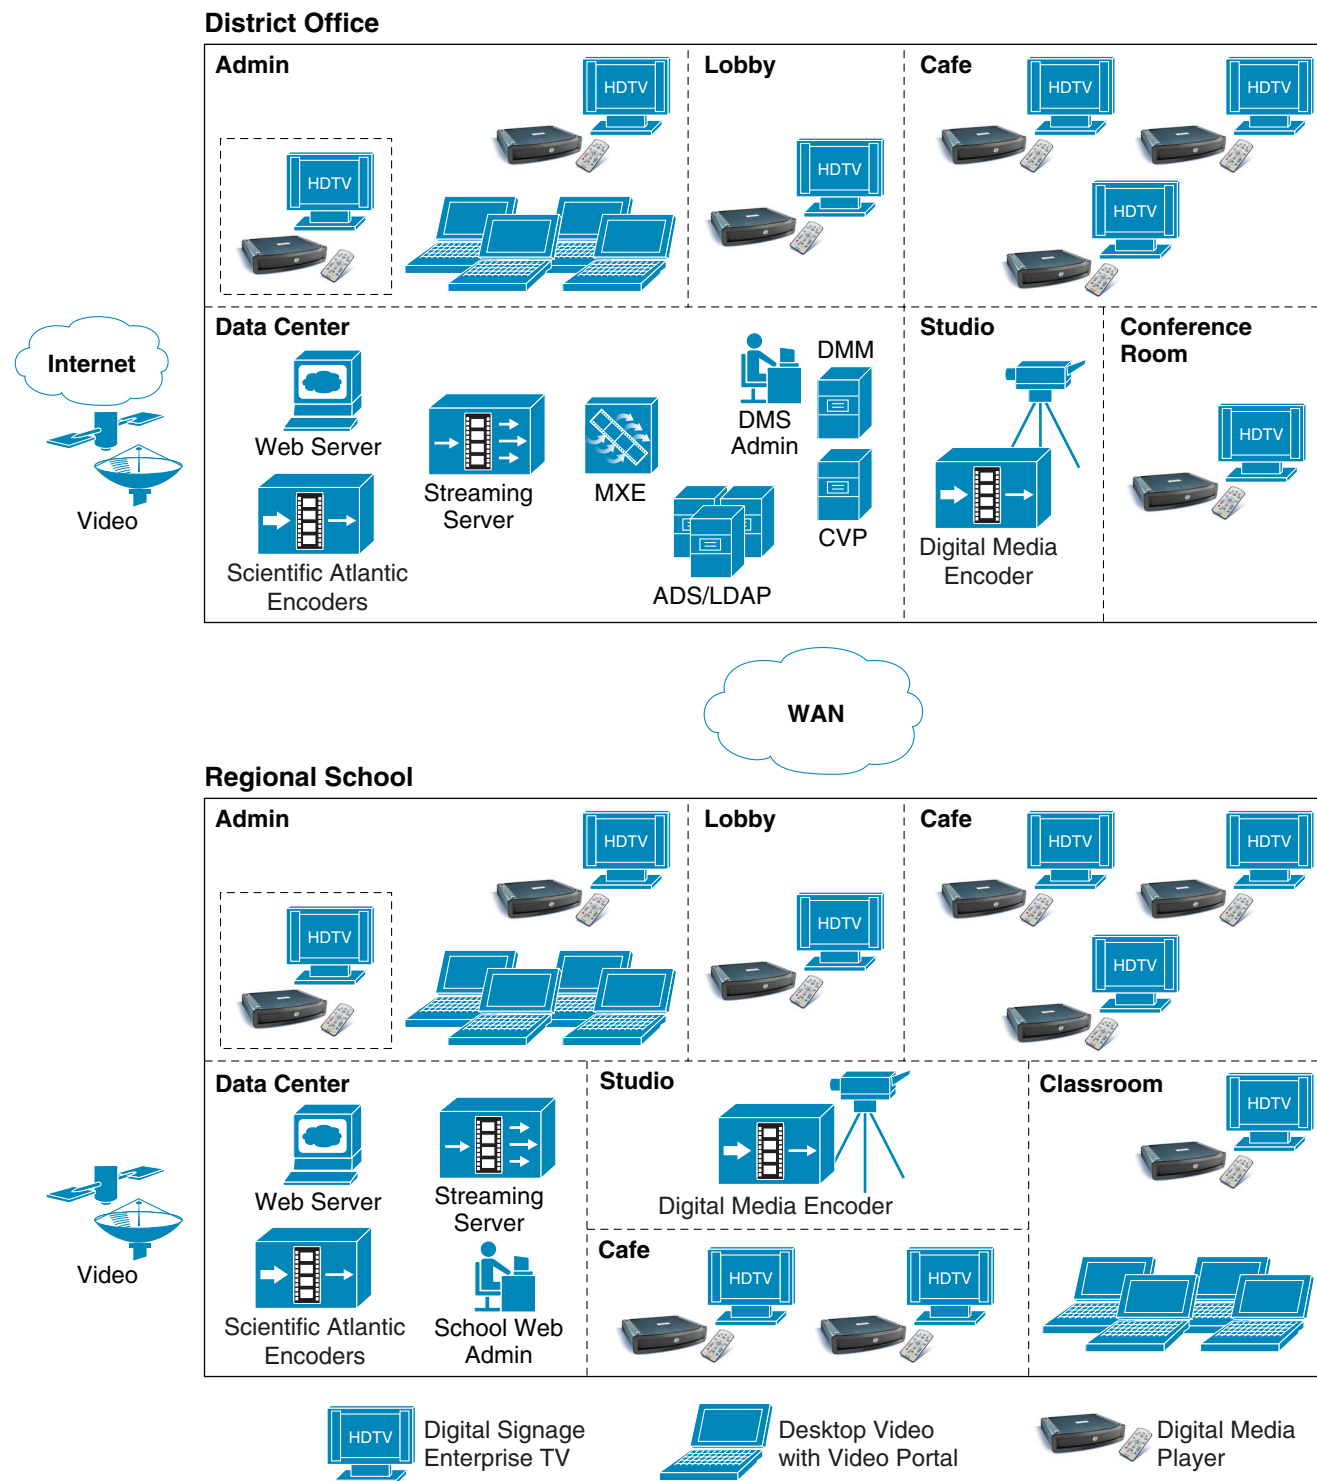 District Office
Admin
Lobby
Cafe
HDTV
HDTV
HDTV
HDTV
HDTV
HDTV
Internet
Video
Data Center
Web Server
Streaming
Server
MXE
DMS
Admin
DMM
CVP
Scientific Atlantic
Encoders
ADS/LDAP
Studio
Digital Media
Encoder
Conference
Room
HDTV
WAN
Regional School
Admin
Lobby
Cafe
HDTV
HDTV
HDTV
HDTV
HDTV
HDTV
Video
Data Center
Web Server
Streaming
Server
Scientific Atlantic
Encoders
School Web
Admin
Studio
Digital Media Encoder
Cafe
HDTV
HDTV
Classroom
HDTV
HDTV
Digital Signage
Enterprise TV
Desktop Video
with Video Portal
Digital Media
Player